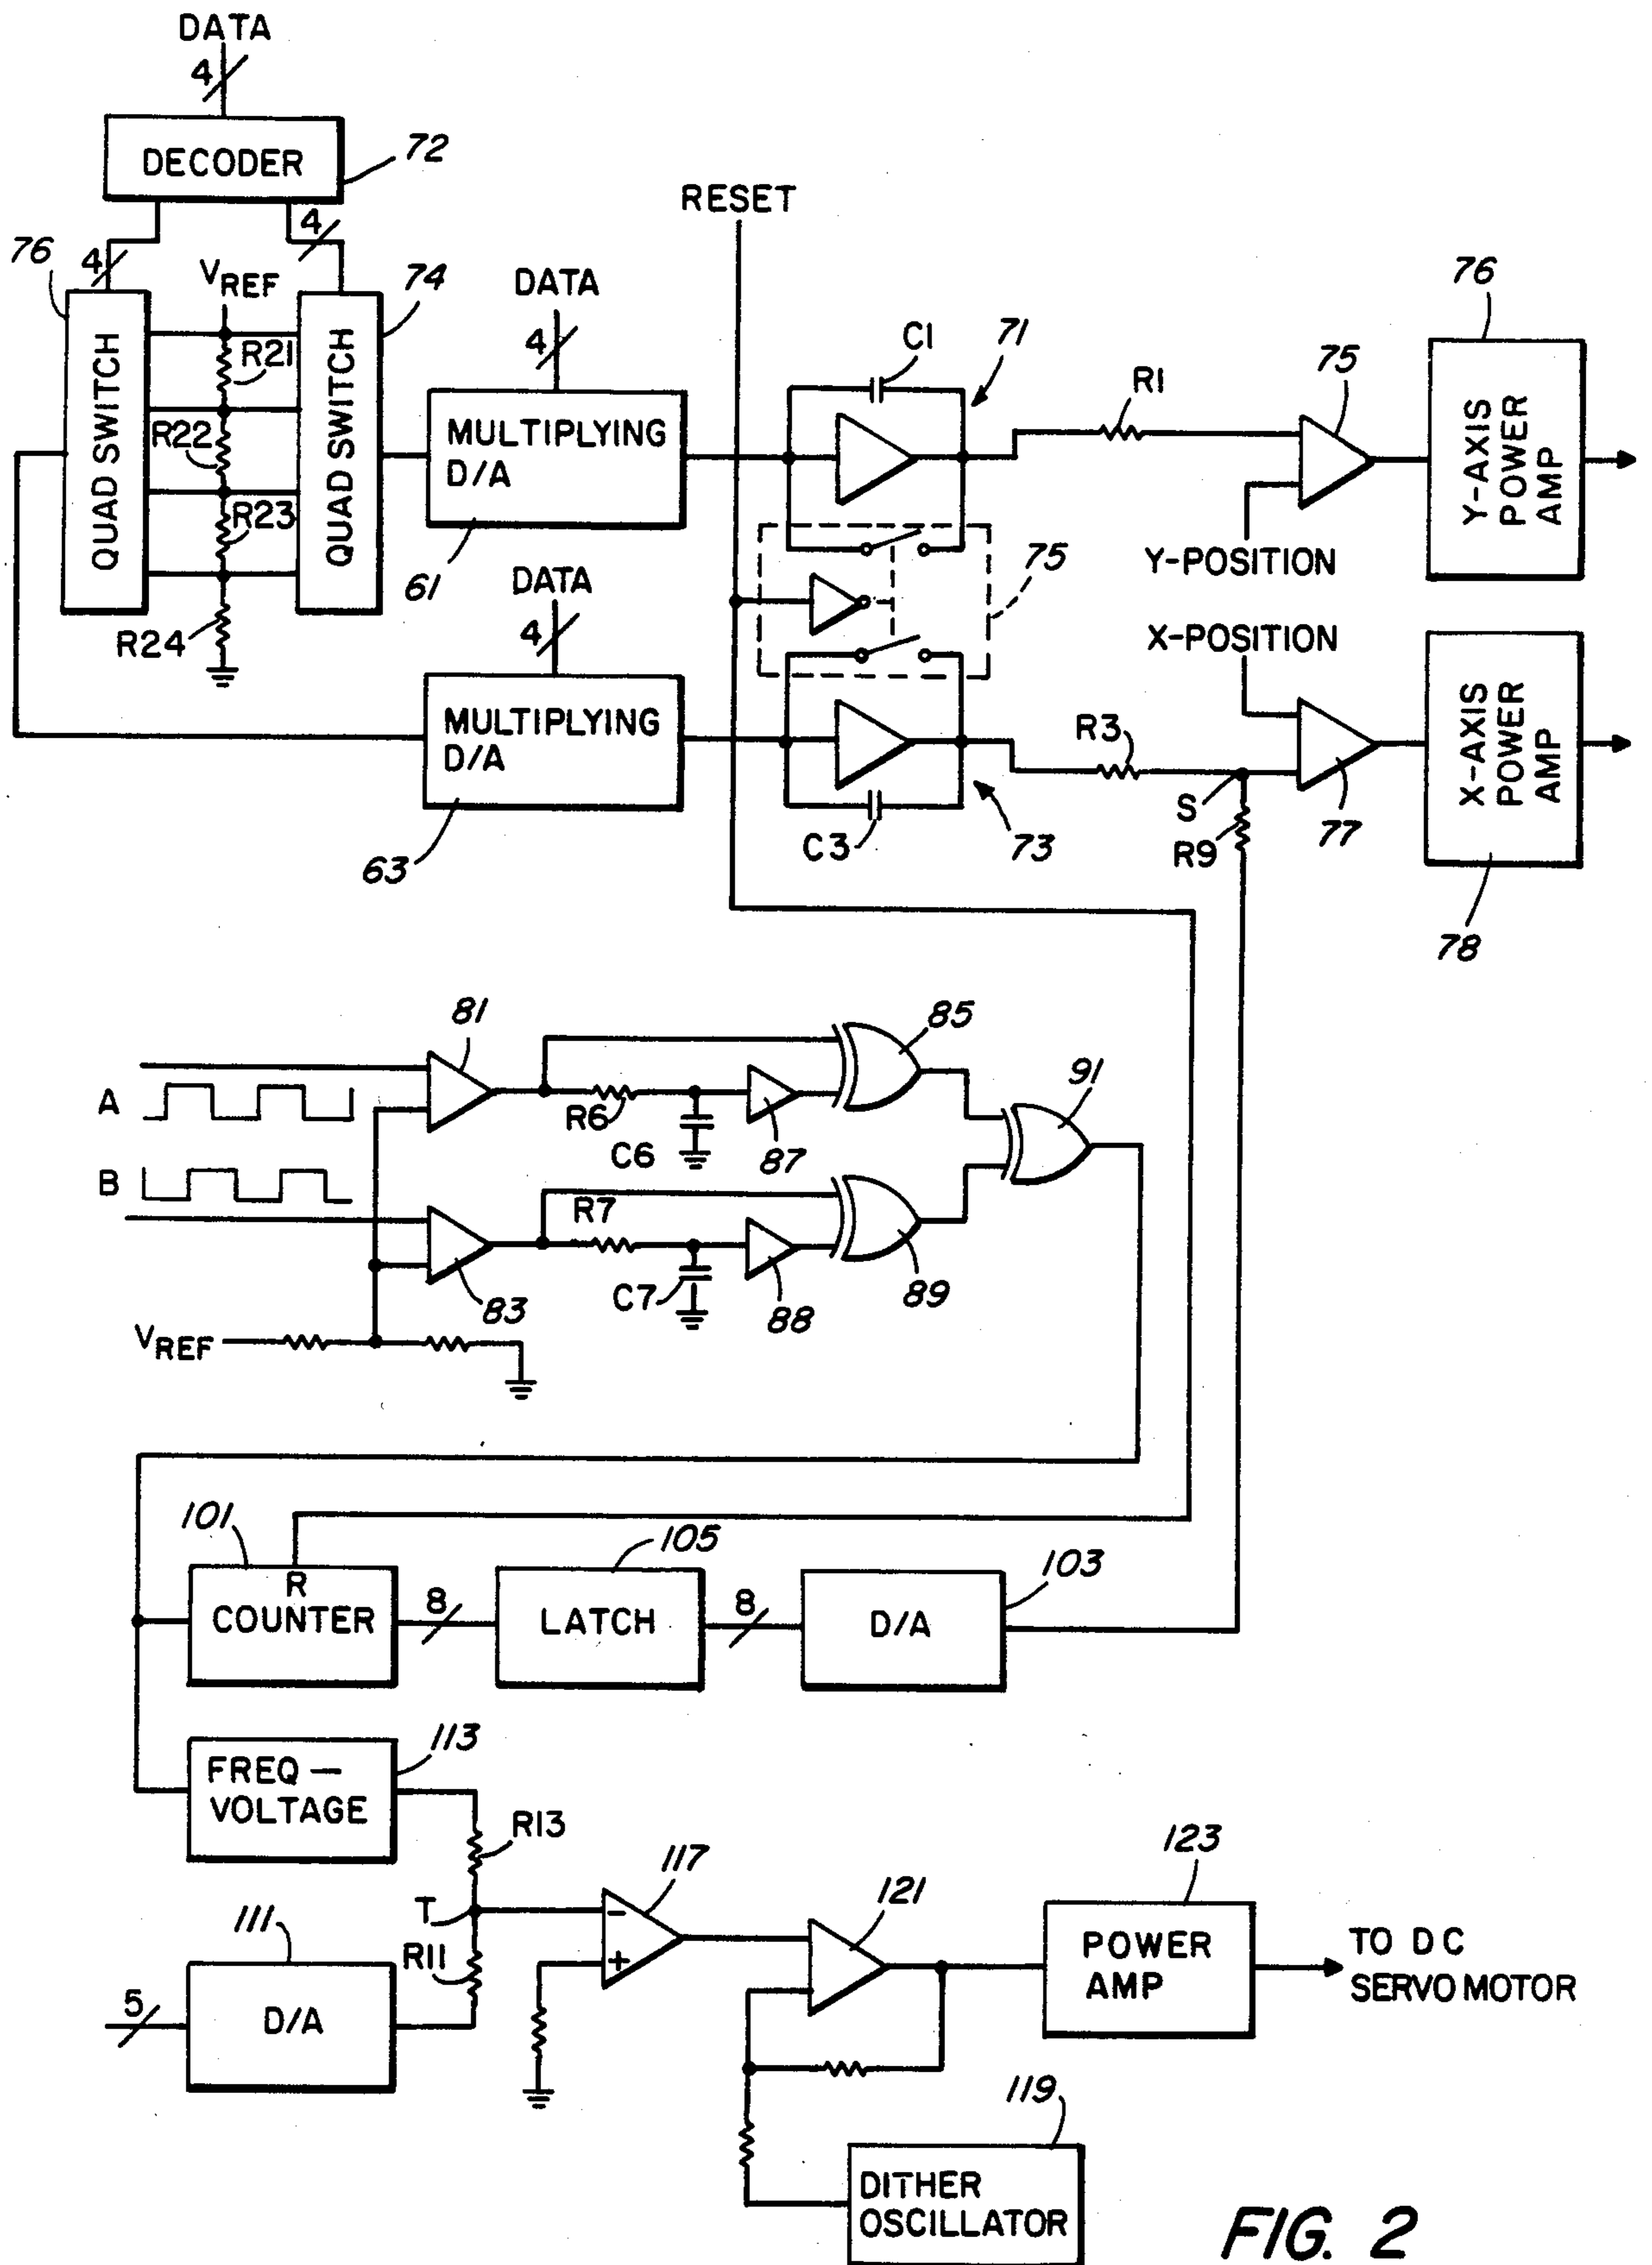 DATA
4
DECODER
72
4
4
76
VREF
74
QUAD SWITCH
R21
R22
R23
R24
QUAD SWITCH
DATA
4
MULTIPLYING
D/A
61
DATA
4
MULTIPLYING
D/A
63
RESET
C1
71
75
C3
73
R1
75
Y-POSITION
76
Y-AXIS
POWER
AMP
X-POSITION
R3
S
R9
77
X-AXIS
POWER
AMP
78
A
81
R6
C6
87
85
91
B
83
R7
C7
88
89
VREF
101
R
COUNTER
8
105
LATCH
8
103
D/A
113
FREQ —
VOLTAGE
R13
T
R11
111
5
D/A
117
-
+
121
123
POWER
AMP
TO DC
SERVO MOTOR
119
DITHER
OSCILLATOR
FIG. 2